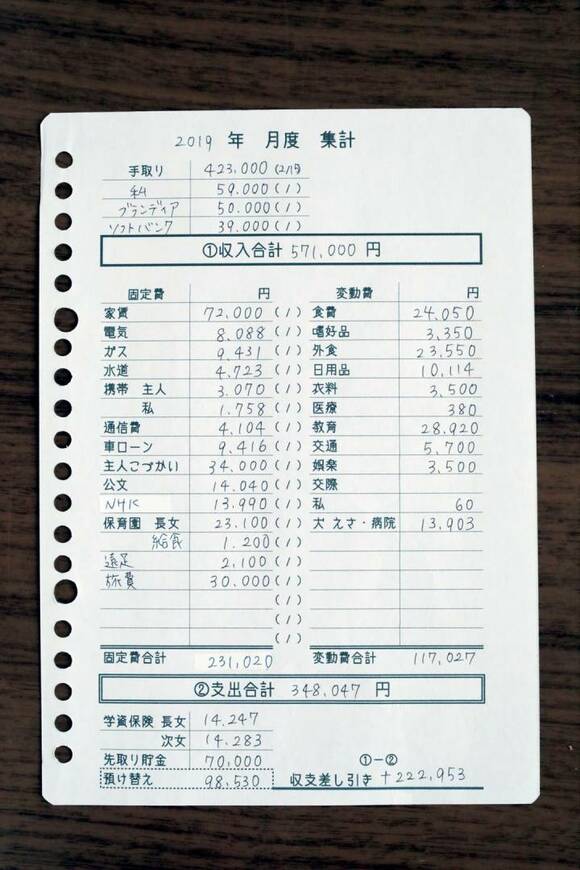 2019 年 月度 集計
手取り 423,000 (2/15)
私 59.000 (/)
ブランディア 50.000 (/)
ソフトバンク 39.000 (/)
①収入合計 571,000 円
固定費 円 変動費 円
家賃 72,000 (/) 食費 24,050
電気 8,088 (/) 嗜好品 3,350
ガス 9,431 (/) 外食 23,550
水道 4,723 (/) 日用品 10,114
携帯 主人 3,070 (/) 衣料 3,500
私 1,758 (/) 医療 380
通信費 4,104 (/) 教育 28,920
車ローン 9,416 (/) 交通 5,700
主人こづかい 34,000 (/) 娯楽 3,500
公文 14,040 (/) 交際
NHK 13,990 (/) 私 60
保育園 長女 23,100 (/) 犬 えさ・病院 13,903
給食 1,200 (/)
遠足 2,100 (/)
旅費 30.000 (/)
(/)
(/)
(/)
固定費合計 231,020 変動費合計 117,027
②支出合計 348,047 円
学資保険 長女 14,247
次女 14,283
先取り貯金 70,000 ①-②
預け替え 98,530 収支差し引き +222,953